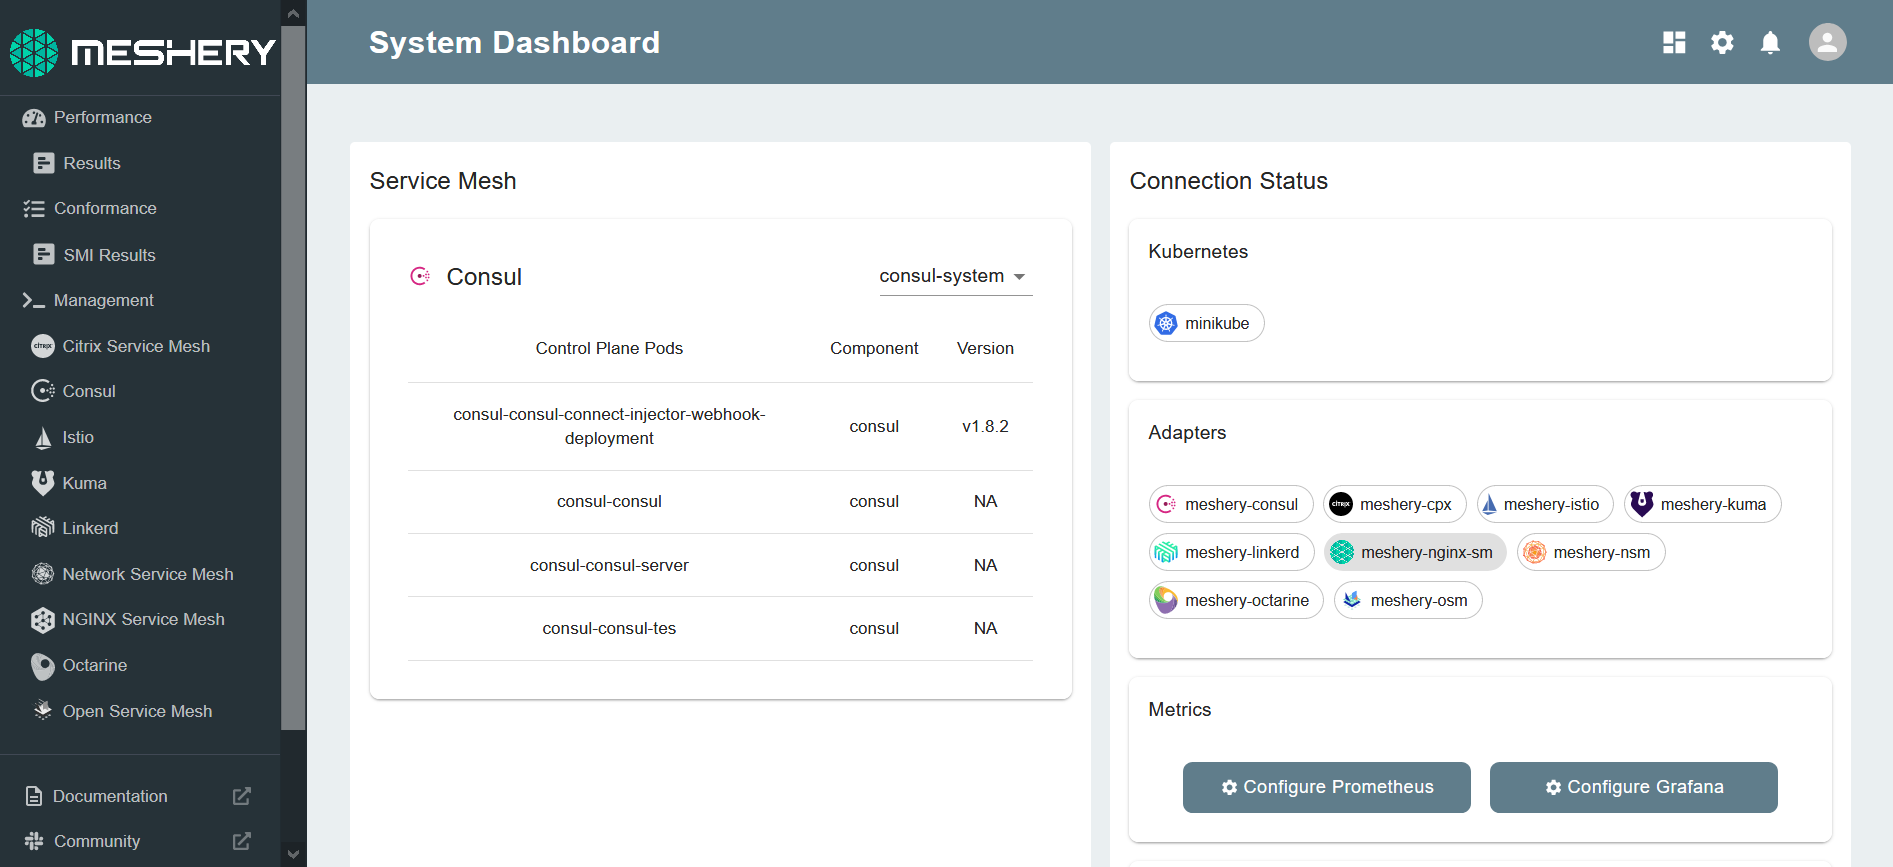 MESHERY
Performance
Results
Conformance
SMI Results
Management
Citrix Service Mesh
Consul
Istio
Kuma
Linkerd
Network Service Mesh
NGINX Service Mesh
Octarine
Open Service Mesh
Documentation
Community
System Dashboard
Service Mesh
Consul
consul-system
Control Plane Pods Component Version
consul-consul-connect-injector-webhook-
deployment consul v1.8.2
consul-consul consul NA
consul-consul-server consul NA
consul-consul-tes consul NA
Connection Status
Kubernetes
minikube
Adapters
meshery-consul citrix meshery-cpx meshery-istio meshery-kuma
meshery-linkerd meshery-nginx-sm meshery-nsm
meshery-octarine meshery-osm
Metrics
Configure Prometheus Configure Grafana